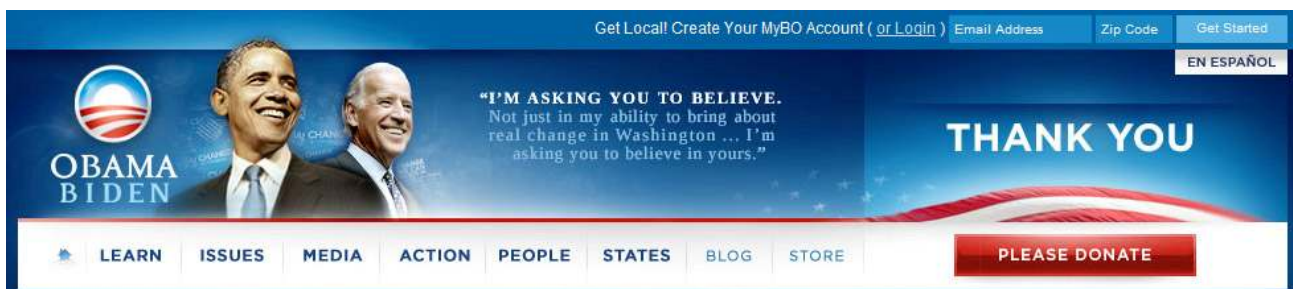 Get Local! Create Your MyBO Account ( or Login ) Email Address Zip Code Get Started
EN ESPAÑOL
OBAMA
BIDEN
“I’M ASKING YOU TO BELIEVE.
Not just in my ability to bring about
real change in Washington ... I’m
asking you to believe in yours.”
THANK YOU
LEARN ISSUES MEDIA ACTION PEOPLE STATES BLOG STORE
PLEASE DONATE